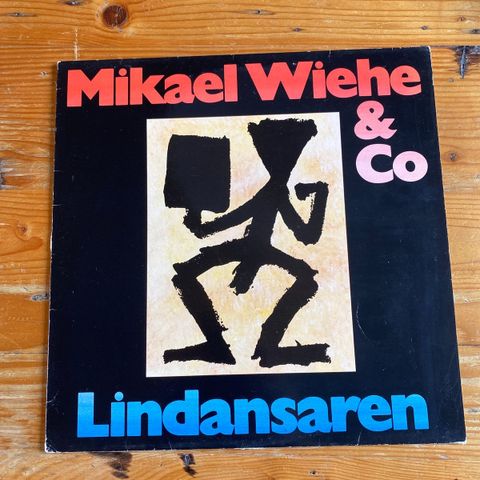 Mikael Wiehe
&
Co
Lindansaren